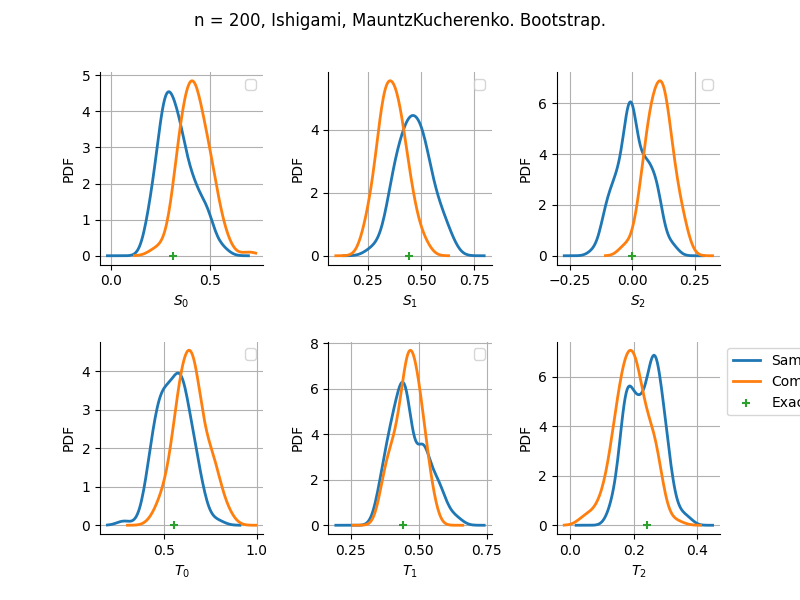 n = 200, Ishigami, MauntzKucherenko. Bootstrap.
PDF
5
4
3
2
1
0
0.0
0.5
S₀
PDF
4
2
0
0.25
0.50
0.75
S₁
PDF
6
4
2
0
−0.25
0.00
0.25
S₂
PDF
4
3
2
1
0
0.5
1.0
T₀
PDF
8
6
4
2
0
0.25
0.50
0.75
T₁
PDF
6
4
2
0
0.0
0.2
0.4
T₂
Sam
Com
Exac